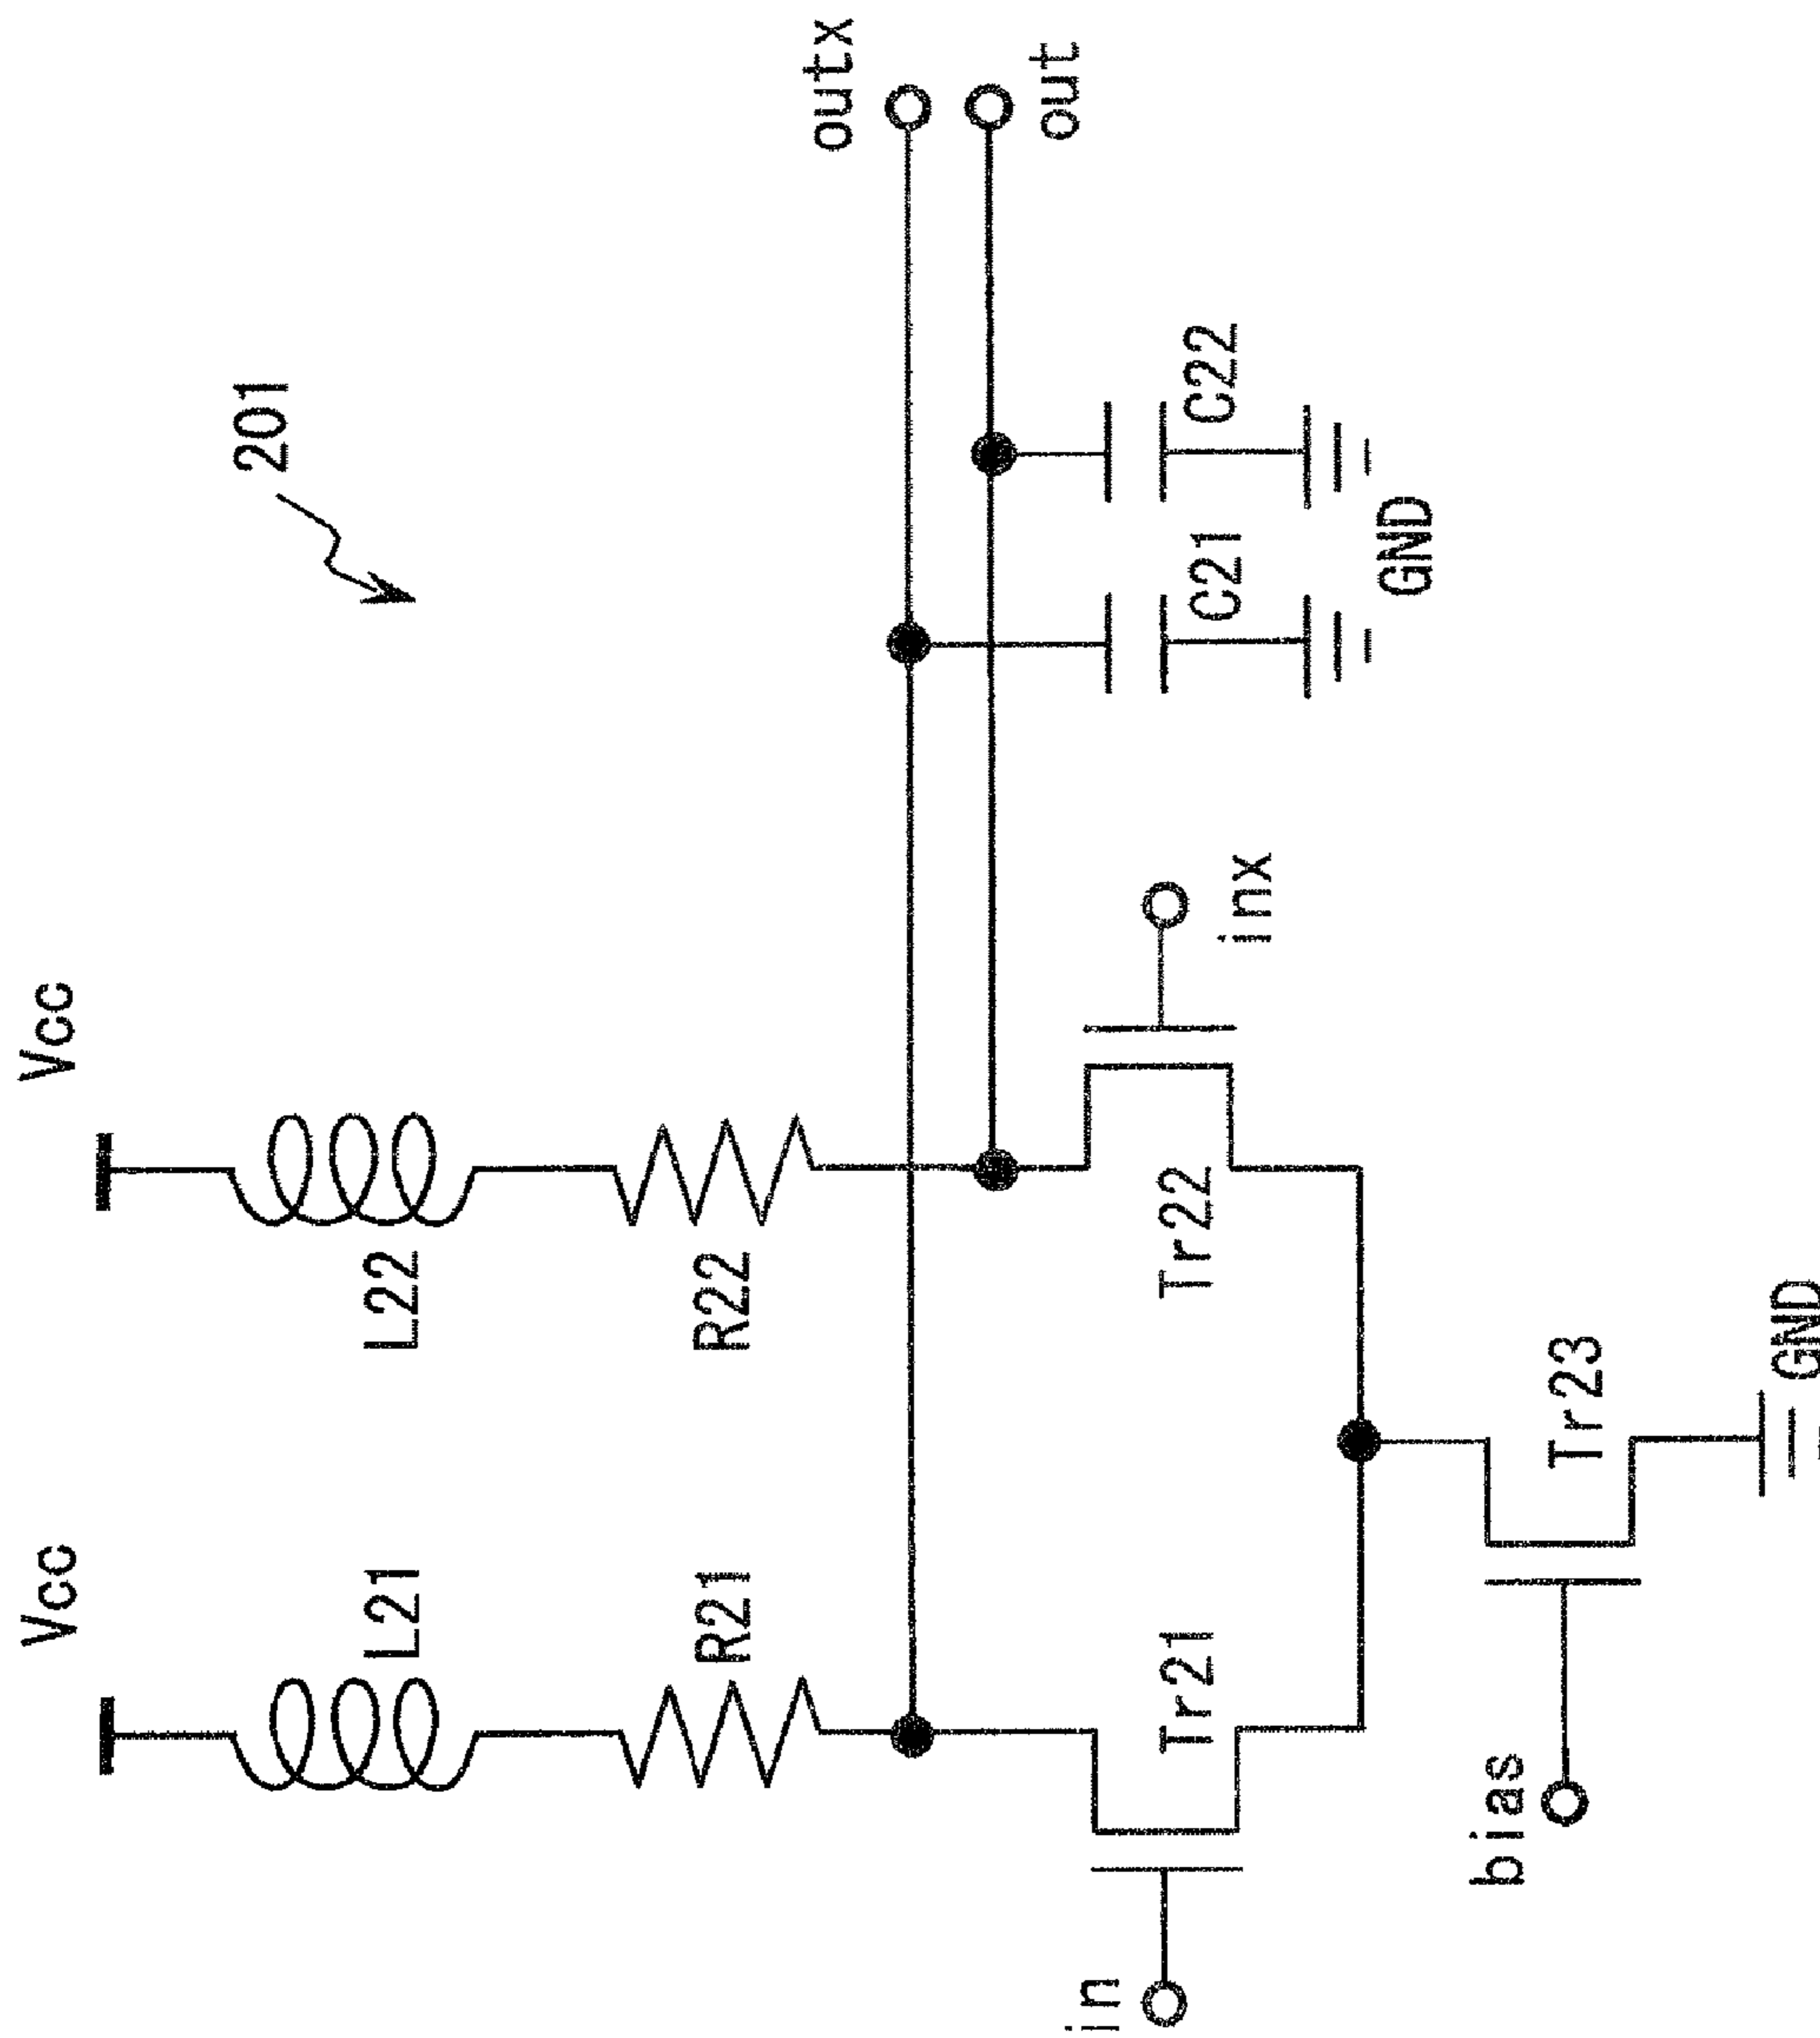 201
Vcc
Vcc
L21
L22
R21
R22
outx
out
in
Tr21
Tr22
inx
C21
C22
GND
bias
Tr23
GND